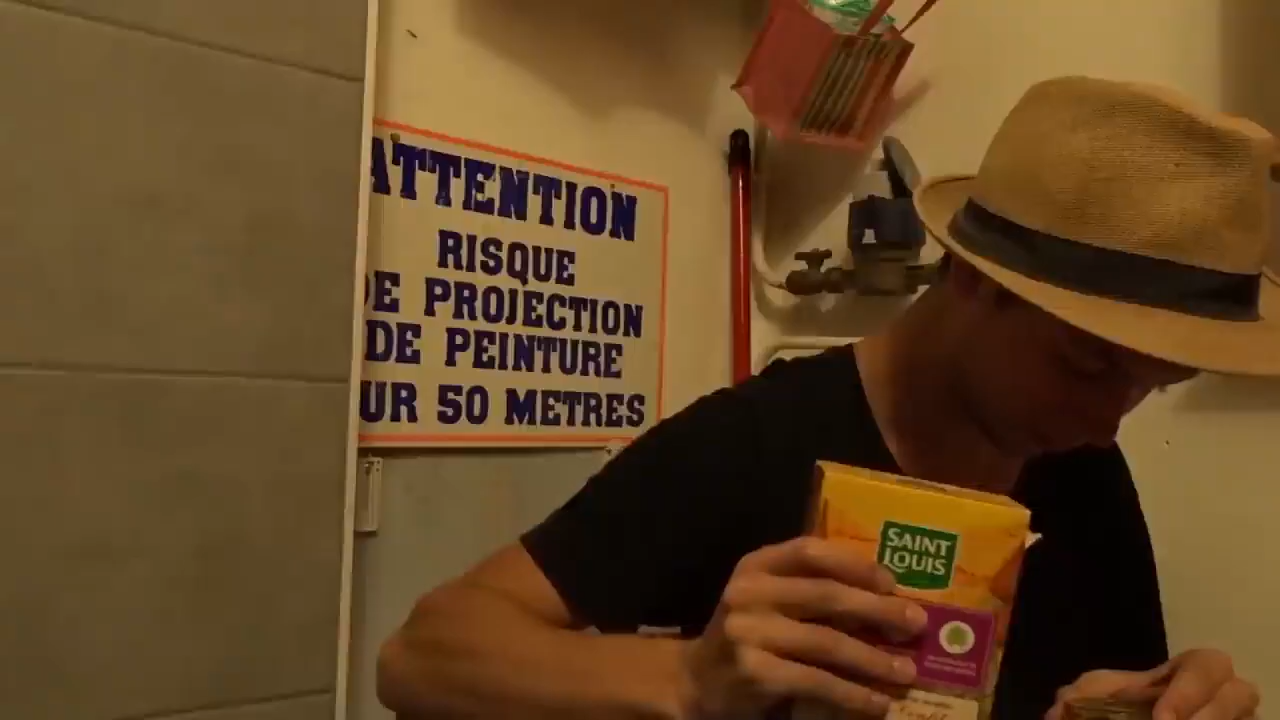 ATTENTION
RISQUE
DE PROJECTION
DE PEINTURE
UR 50 METRES
SAINT
LOUIS